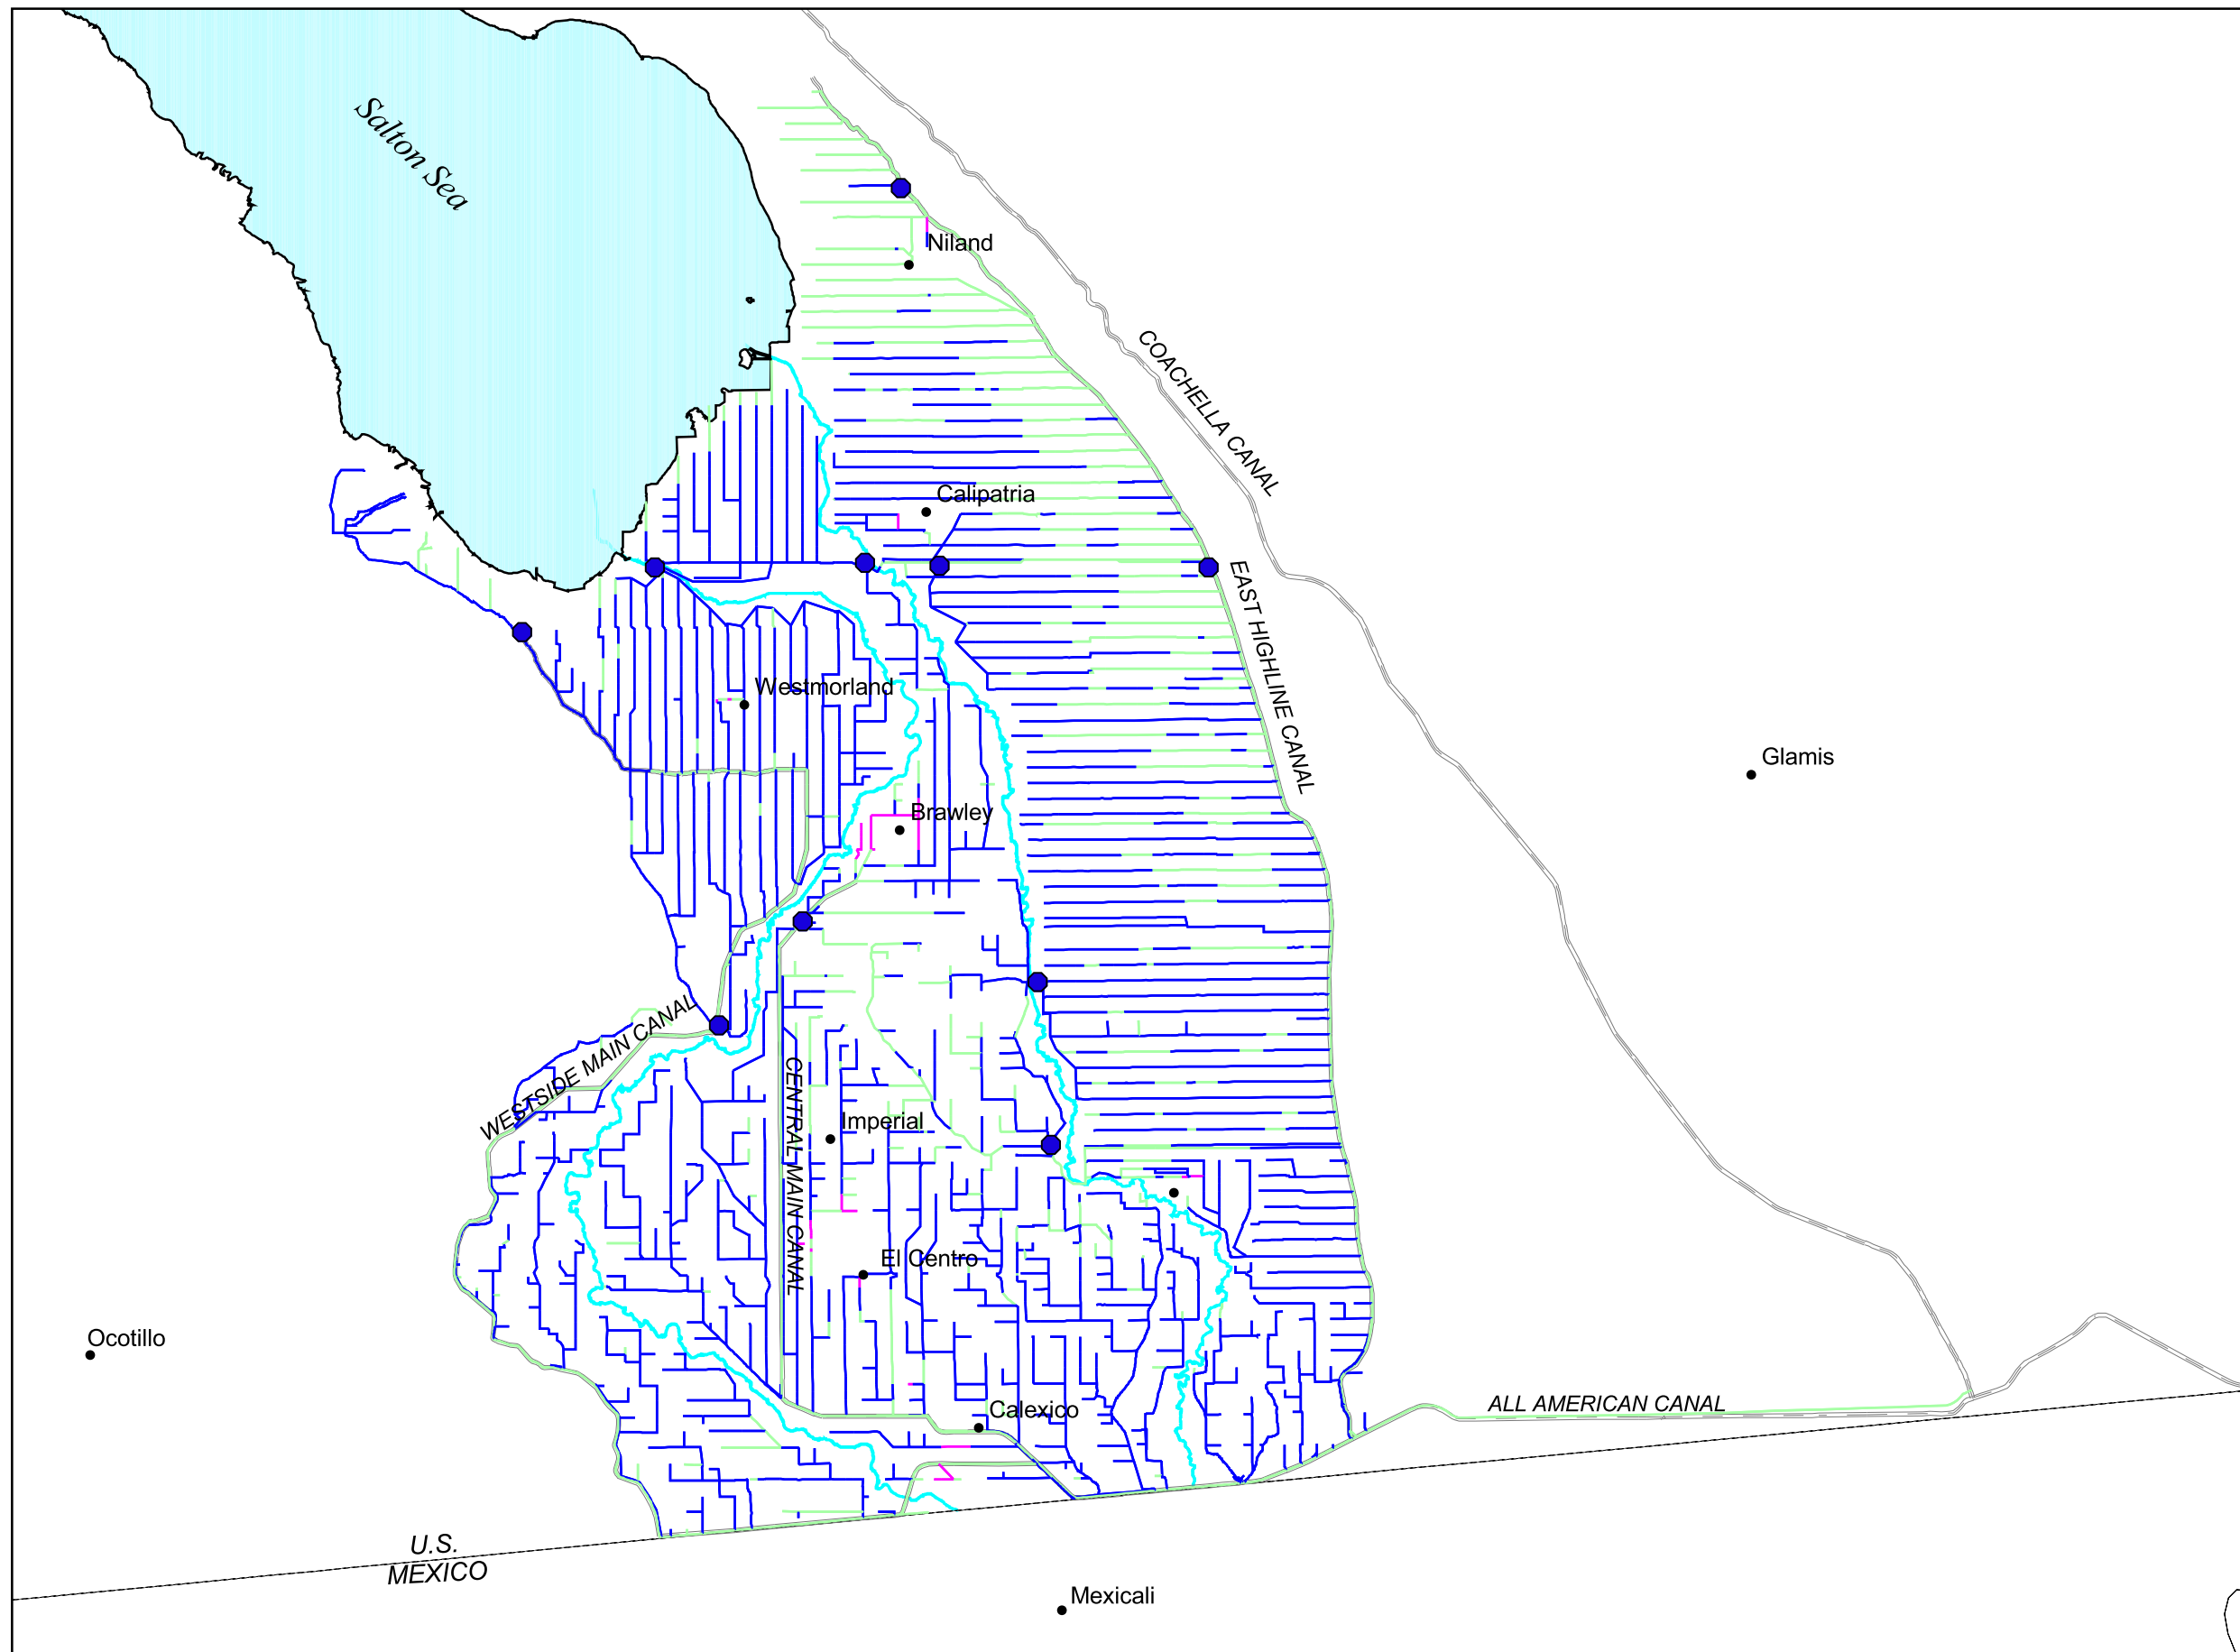 Salton Sea
Niland
COACHELLA CANAL
Calipatria
EAST HIGHLINE CANAL
Westmorland
Glamis
Brawley
WESTSIDE MAIN CANAL
CENTRAL MAIN CANAL
Imperial
El Centro
Ocotillo
Calexico
ALL AMERICAN CANAL
U.S.
MEXICO
Mexicali